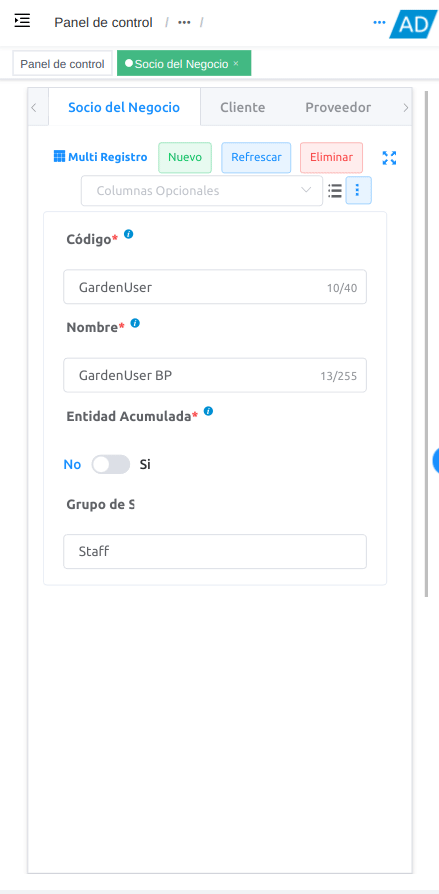 Panel de control / ··· / ··· AD
Panel de control Socio del Negocio ×
Socio del Negocio Cliente Proveedor
Multi Registro Nuevo Refrescar Eliminar
Columnas Opcionales
Código*
GardenUser 10/40
Nombre*
GardenUser BP 13/255
Entidad Acumulada*
No Si
Grupo de S
Staff